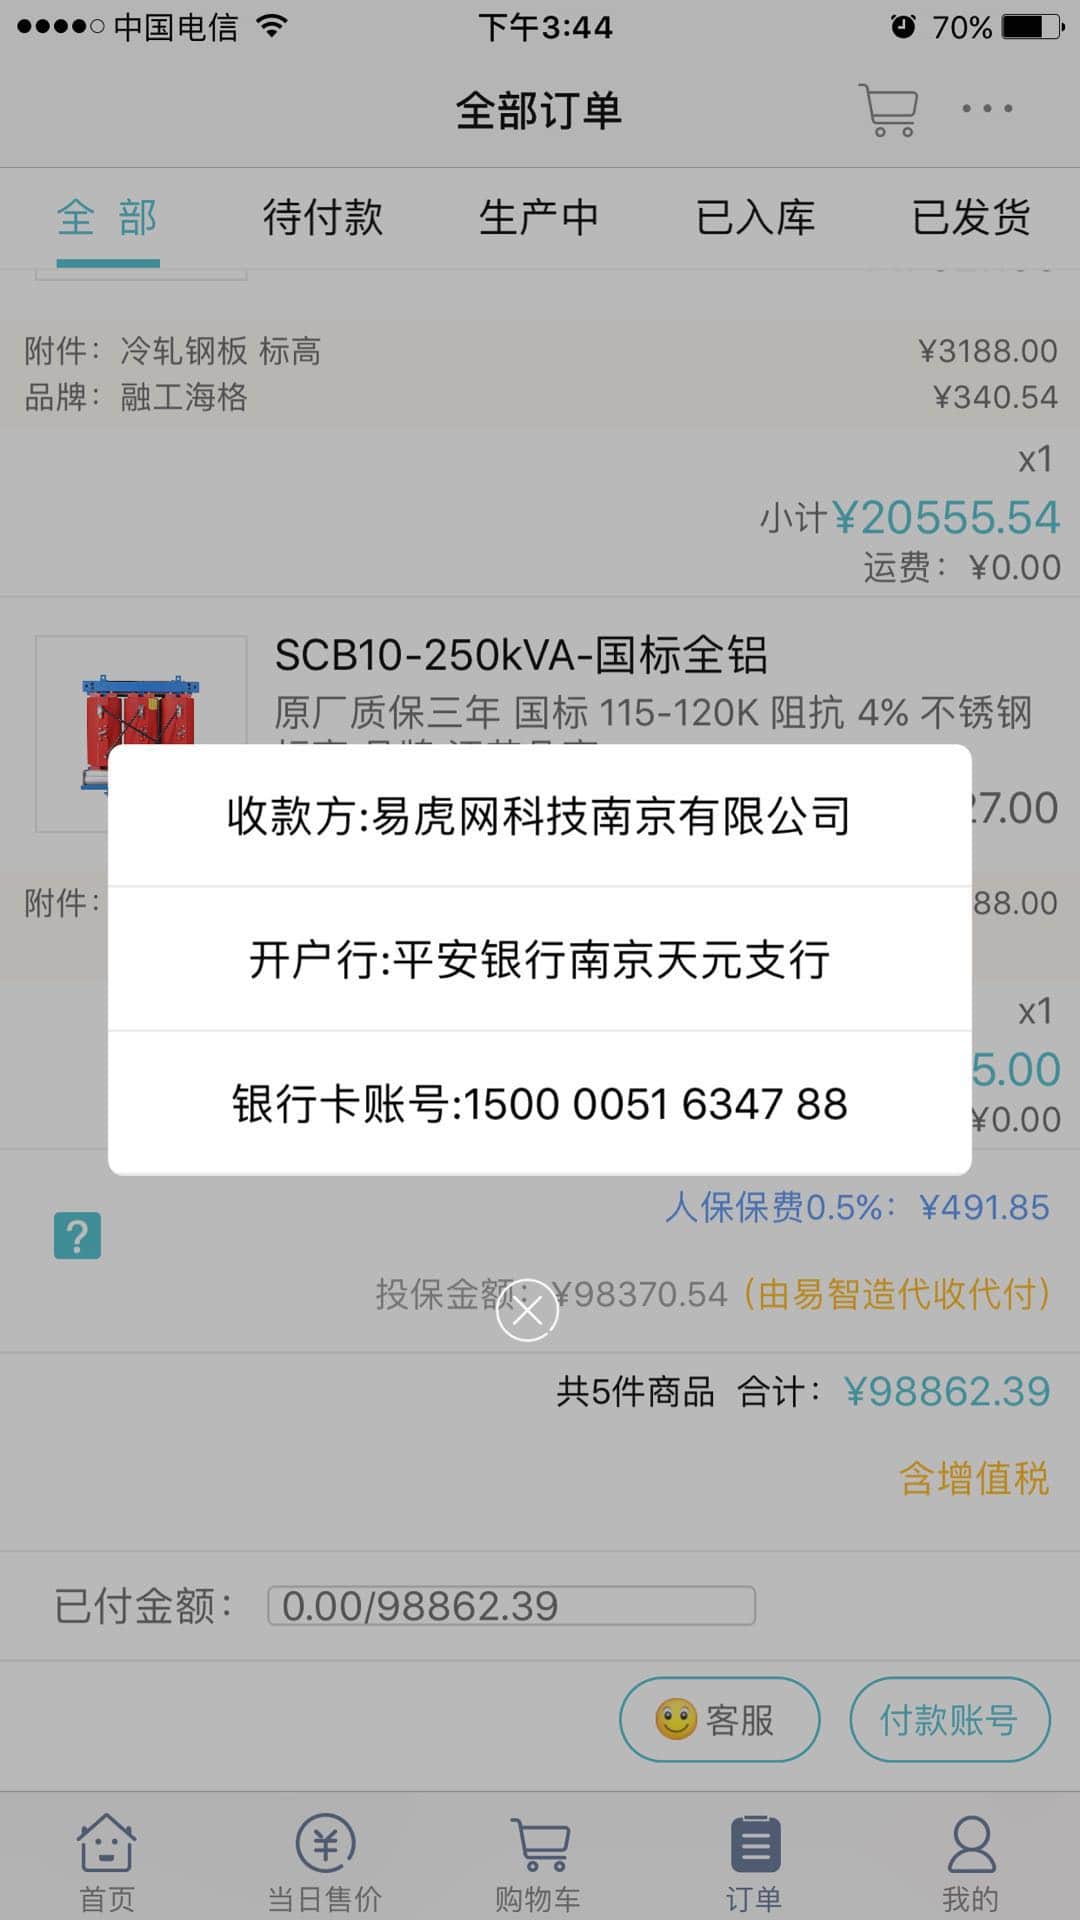 中国电信 下午3:44 70%
全部订单
全 部 待付款 生产中 已入库 已发货
附件：冷轧钢板 标高 ¥3188.00
品牌：融工海格 ¥340.54
x1
小计¥20555.54
运费：¥0.00
SCB10-250kVA-国标全铝
原厂质保三年 国标 115-120K 阻抗 4% 不锈钢
27.00
收款方:易虎网科技南京有限公司
附件： 88.00
开户行:平安银行南京天元支行
x1
5.00
银行卡账号:1500 0051 6347 88
¥0.00
人保保费0.5%：¥491.85
?
投保金额：¥98370.54（由易智造代收代付）
共5件商品 合计：¥98862.39
含增值税
已付金额： 0.00/98862.39
客服 付款账号
首页 当日售价 购物车 订单 我的